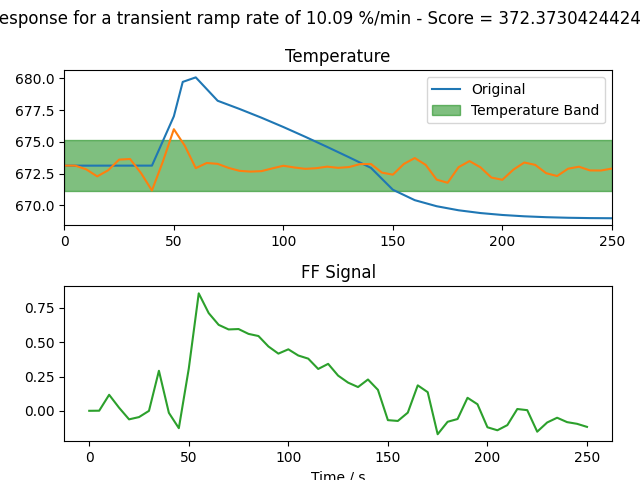 esponse for a transient ramp rate of 10.09 %/min - Score = 372.3730424424
Temperature
680.0
677.5
675.0
672.5
670.0
Original
Temperature Band
0 50 100 150 200 250
FF Signal
0.75
0.50
0.25
0.00
0 50 100 150 200 250
Time / s